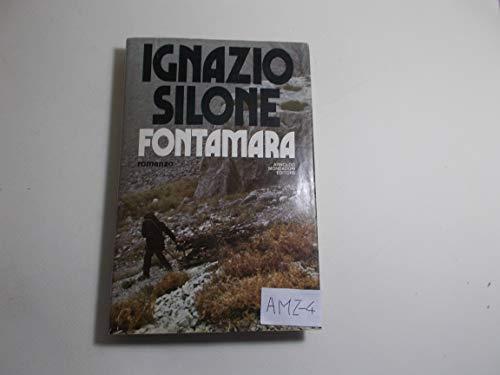 IGNAZIO
SILONE
FONTAMARA
romanzo
ARNOLDO
MONDADORI
EDITORE
AMZ-4